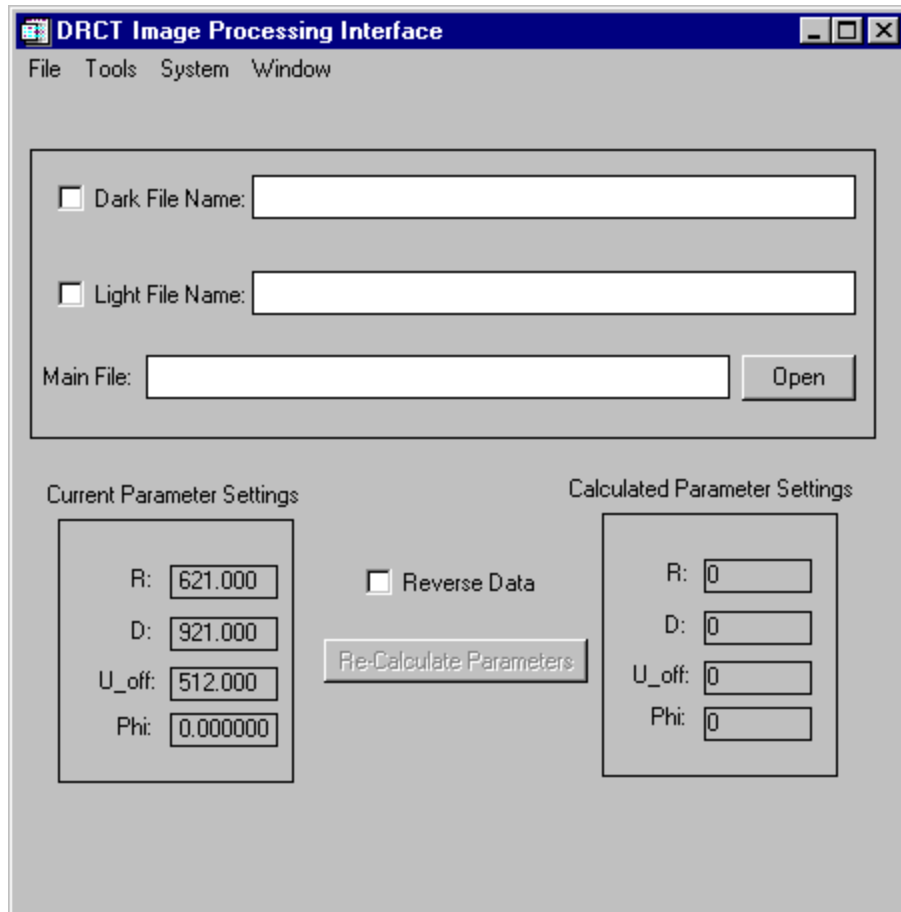 DRCT Image Processing Interface
File Tools System Window
Dark File Name:
Light File Name:
Main File: Open
Current Parameter Settings
R: 621.000
D: 921.000
U_off: 512.000
Phi: 0.000000
Reverse Data
Re-Calculate Parameters
Calculated Parameter Settings
R: 0
D: 0
U_off: 0
Phi: 0